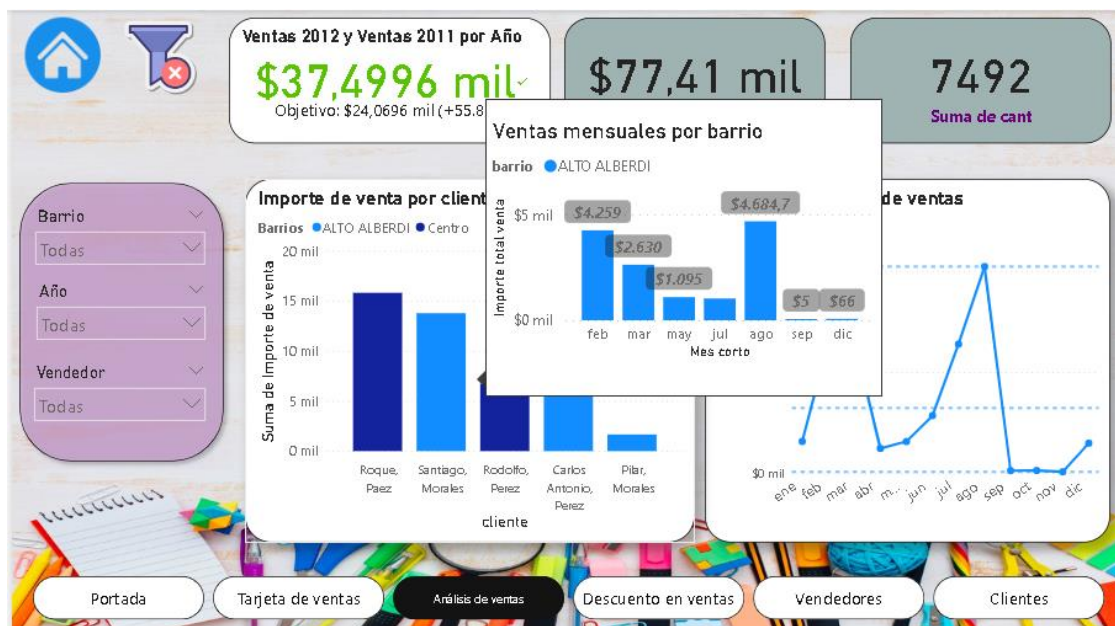 Ventas 2012 y Ventas 2011 por Año
$37,4996 mil
Objetivo: $24,0696 mil (+55.8
$77,41 mil
7492
Suma de cant
Barrio
Todas
Año
Todas
Vendedor
Todas
Importe de venta por client
Barrios ALTO ALBERDI Centro
Suma de Importe de venta
20 mil
15 mil
10 mil
5 mil
0 mil
Roque, Paez
Santiago, Morales
Rodolfo, Perez
Carlos Antonio, Perez
Pilar, Morales
cliente
Ventas mensuales por barrio
barrio ALTO ALBERDI
Importe total venta
$5 mil
$0 mil
$4.259
$2.630
$1.095
$4.684,7
$5
$66
feb mar may jul ago sep dic
Mes corto
de ventas
$0 mil
ene feb mar abr m... jun jul ago sep oct nov dic
Portada
Tarjeta de ventas
Análisis de ventas
Descuento en ventas
Vendedores
Clientes